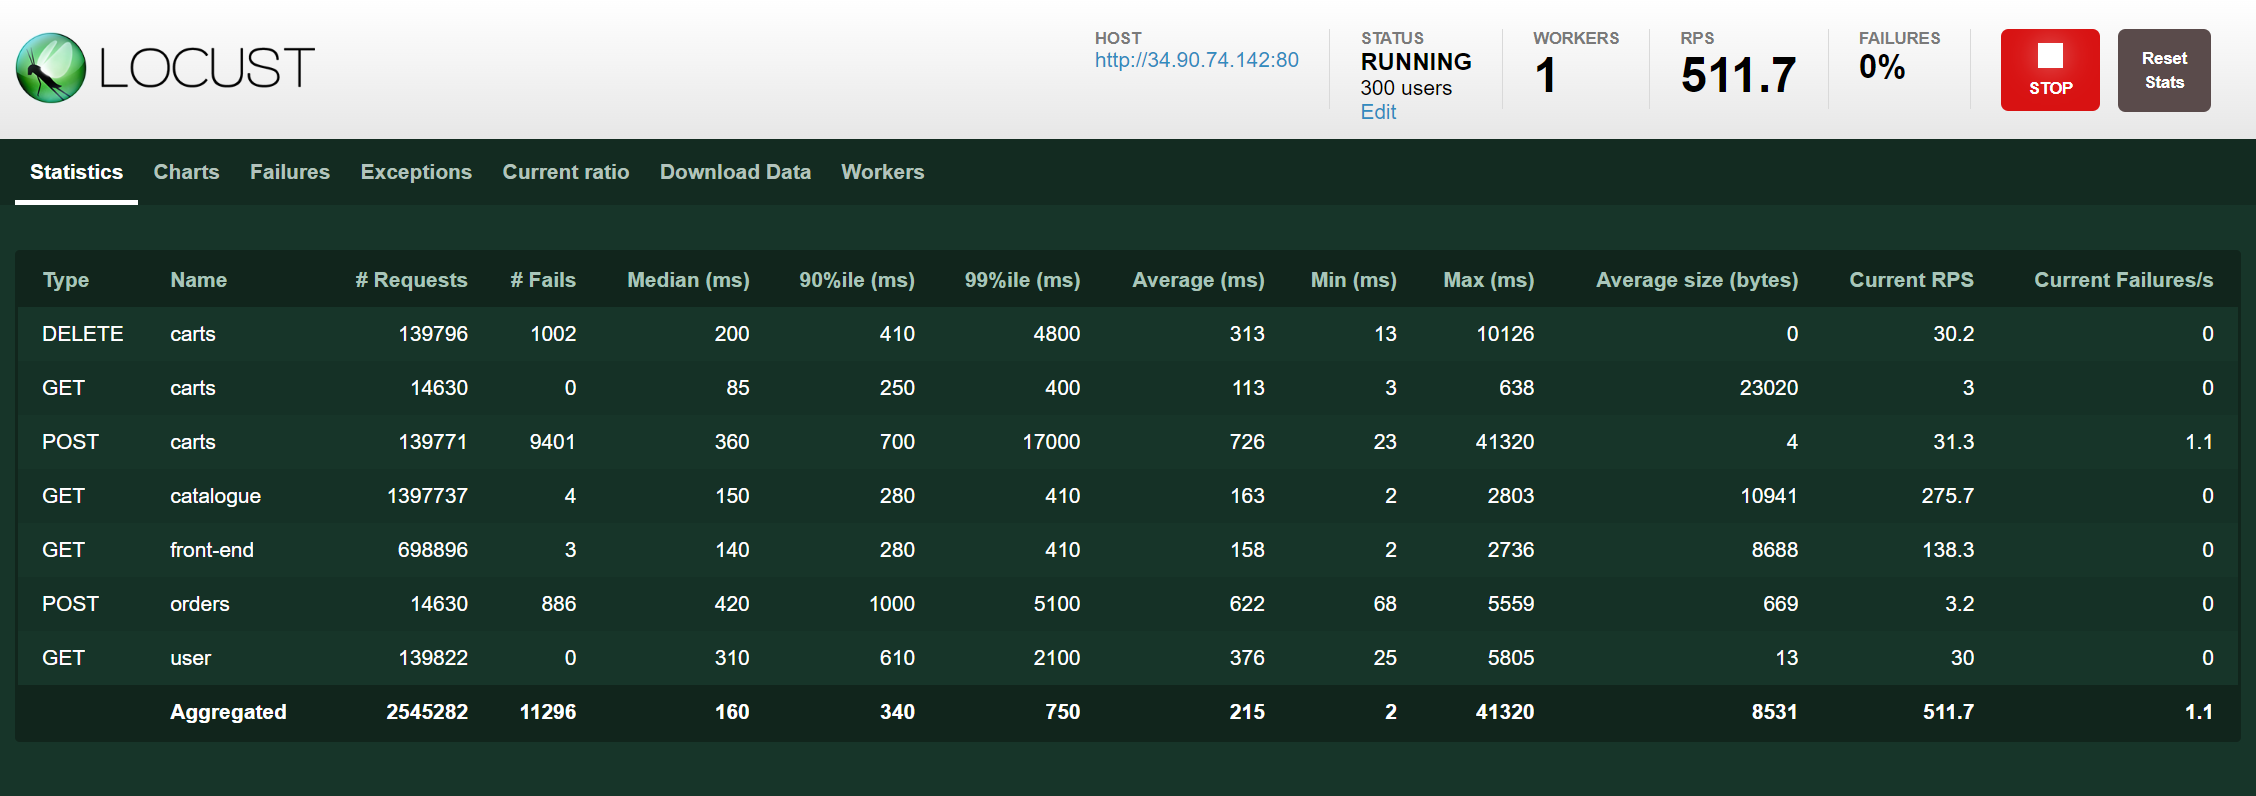 LOCUST
HOST
http://34.90.74.142:80
STATUS
RUNNING
300 users
Edit
WORKERS
1
RPS
511.7
FAILURES
0%
STOP
Reset
Stats
Statistics Charts Failures Exceptions Current ratio Download Data Workers
Type Name # Requests # Fails Median (ms) 90%ile (ms) 99%ile (ms) Average (ms) Min (ms) Max (ms) Average size (bytes) Current RPS Current Failures/s
DELETE carts 139796 1002 200 410 4800 313 13 10126 0 30.2 0
GET carts 14630 0 85 250 400 113 3 638 23020 3 0
POST carts 139771 9401 360 700 17000 726 23 41320 4 31.3 1.1
GET catalogue 1397737 4 150 280 410 163 2 2803 10941 275.7 0
GET front-end 698896 3 140 280 410 158 2 2736 8688 138.3 0
POST orders 14630 886 420 1000 5100 622 68 5559 669 3.2 0
GET user 139822 0 310 610 2100 376 25 5805 13 30 0
Aggregated 2545282 11296 160 340 750 215 2 41320 8531 511.7 1.1